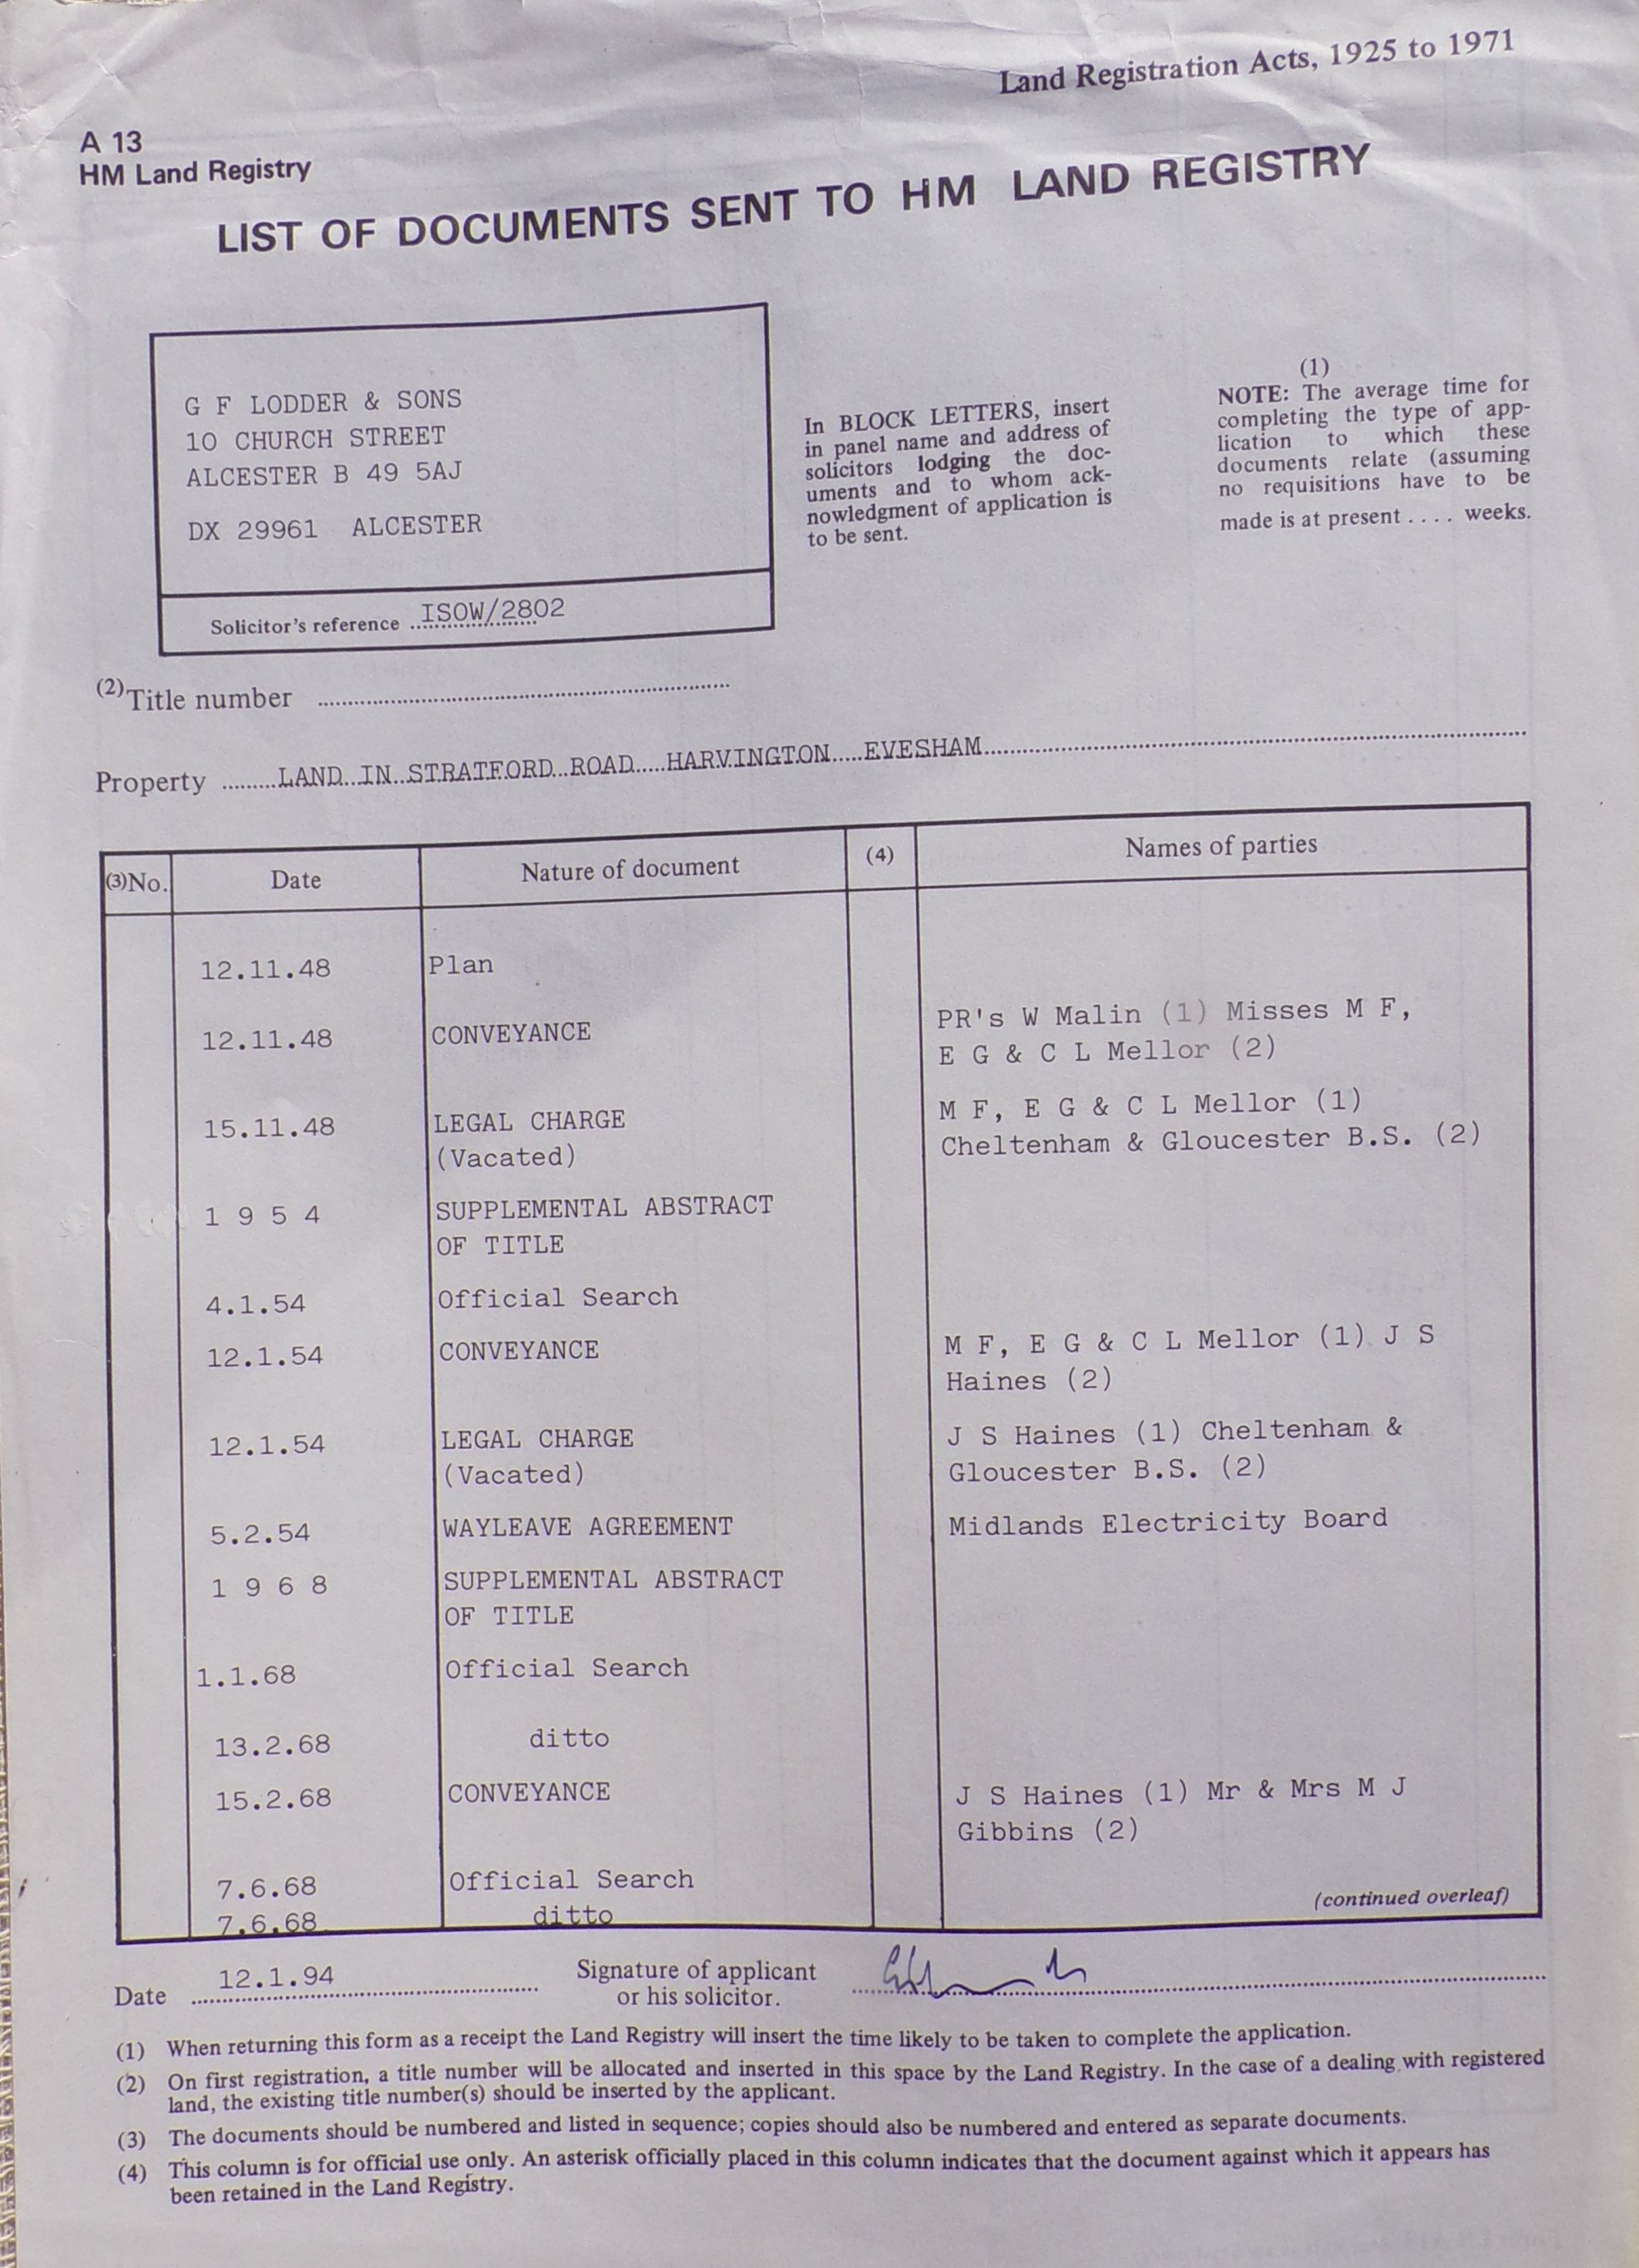 Land Registration Acts, 1925 to 1971
A 13
HM Land Registry
LIST OF DOCUMENTS SENT TO HM LAND REGISTRY
G F LODDER & SONS
10 CHURCH STREET
ALCESTER B 49 5AJ
DX 29961 ALCESTER
Solicitor's reference ISOW/2802
In BLOCK LETTERS, insert
in panel name and address of
solicitors lodging the doc-
uments and to whom ack-
nowledgment of application is
to be sent.
(1)
NOTE: The average time for
completing the type of app-
lication to which these
documents relate (assuming
no requisitions have to be
made is at present .... weeks.
(2) Title number
Property LAND IN STRATFORD ROAD HARVINGTON EVESHAM
(3)No. Date Nature of document (4) Names of parties
12.11.48 Plan
12.11.48 CONVEYANCE PR's W Malin (1) Misses M F,
E G & C L Mellor (2)
15.11.48 LEGAL CHARGE M F, E G & C L Mellor (1)
(Vacated) Cheltenham & Gloucester B.S. (2)
1 9 5 4 SUPPLEMENTAL ABSTRACT
OF TITLE
4.1.54 Official Search
12.1.54 CONVEYANCE M F, E G & C L Mellor (1) J S
Haines (2)
12.1.54 LEGAL CHARGE J S Haines (1) Cheltenham &
(Vacated) Gloucester B.S. (2)
5.2.54 WAYLEAVE AGREEMENT Midlands Electricity Board
1 9 6 8 SUPPLEMENTAL ABSTRACT
OF TITLE
1.1.68 Official Search
13.2.68 ditto
15.2.68 CONVEYANCE J S Haines (1) Mr & Mrs M J
Gibbins (2)
7.6.68 Official Search
(continued overleaf)
7.6.68 ditto
Date 12.1.94 Signature of applicant
or his solicitor.
(1) When returning this form as a receipt the Land Registry will insert the time likely to be taken to complete the application.
(2) On first registration, a title number will be allocated and inserted in this space by the Land Registry. In the case of a dealing with registered
land, the existing title number(s) should be inserted by the applicant.
(3) The documents should be numbered and listed in sequence; copies should also be numbered and entered as separate documents.
(4) This column is for official use only. An asterisk officially placed in this column indicates that the document against which it appears has
been retained in the Land Registry.